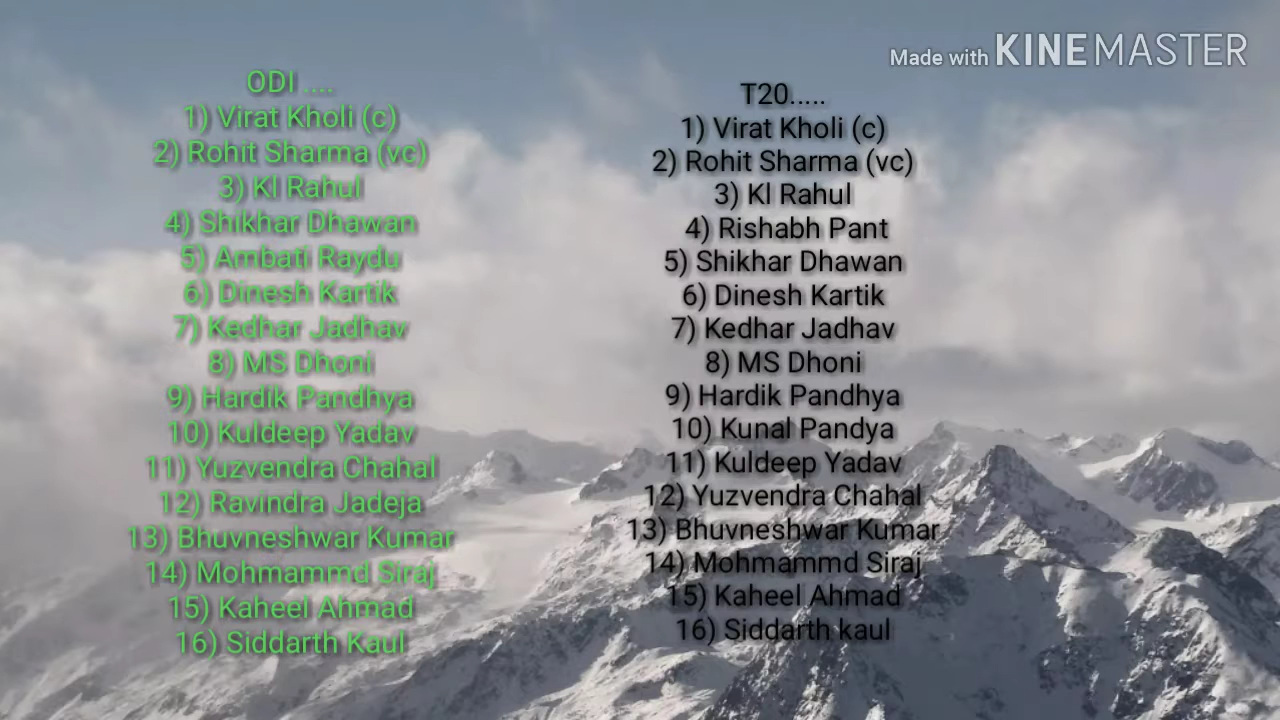 Made with KINEMASTER
ODI ....
1) Virat Kholi (c)
2) Rohit Sharma (vc)
3) Kl Rahul
4) Shikhar Dhawan
5) Ambati Raydu
6) Dinesh Kartik
7) Kedhar Jadhav
8) MS Dhoni
9) Hardik Pandhya
10) Kuldeep Yadav
11) Yuzvendra Chahal
12) Ravindra Jadeja
13) Bhuvneshwar Kumar
14) Mohmammd Siraj
15) Kaheel Ahmad
16) Siddarth Kaul
T20.....
1) Virat Kholi (c)
2) Rohit Sharma (vc)
3) Kl Rahul
4) Rishabh Pant
5) Shikhar Dhawan
6) Dinesh Kartik
7) Kedhar Jadhav
8) MS Dhoni
9) Hardik Pandhya
10) Kunal Pandya
11) Kuldeep Yadav
12) Yuzvendra Chahal
13) Bhuvneshwar Kumar
14) Mohmammd Siraj
15) Kaheel Ahmad
16) Siddarth kaul